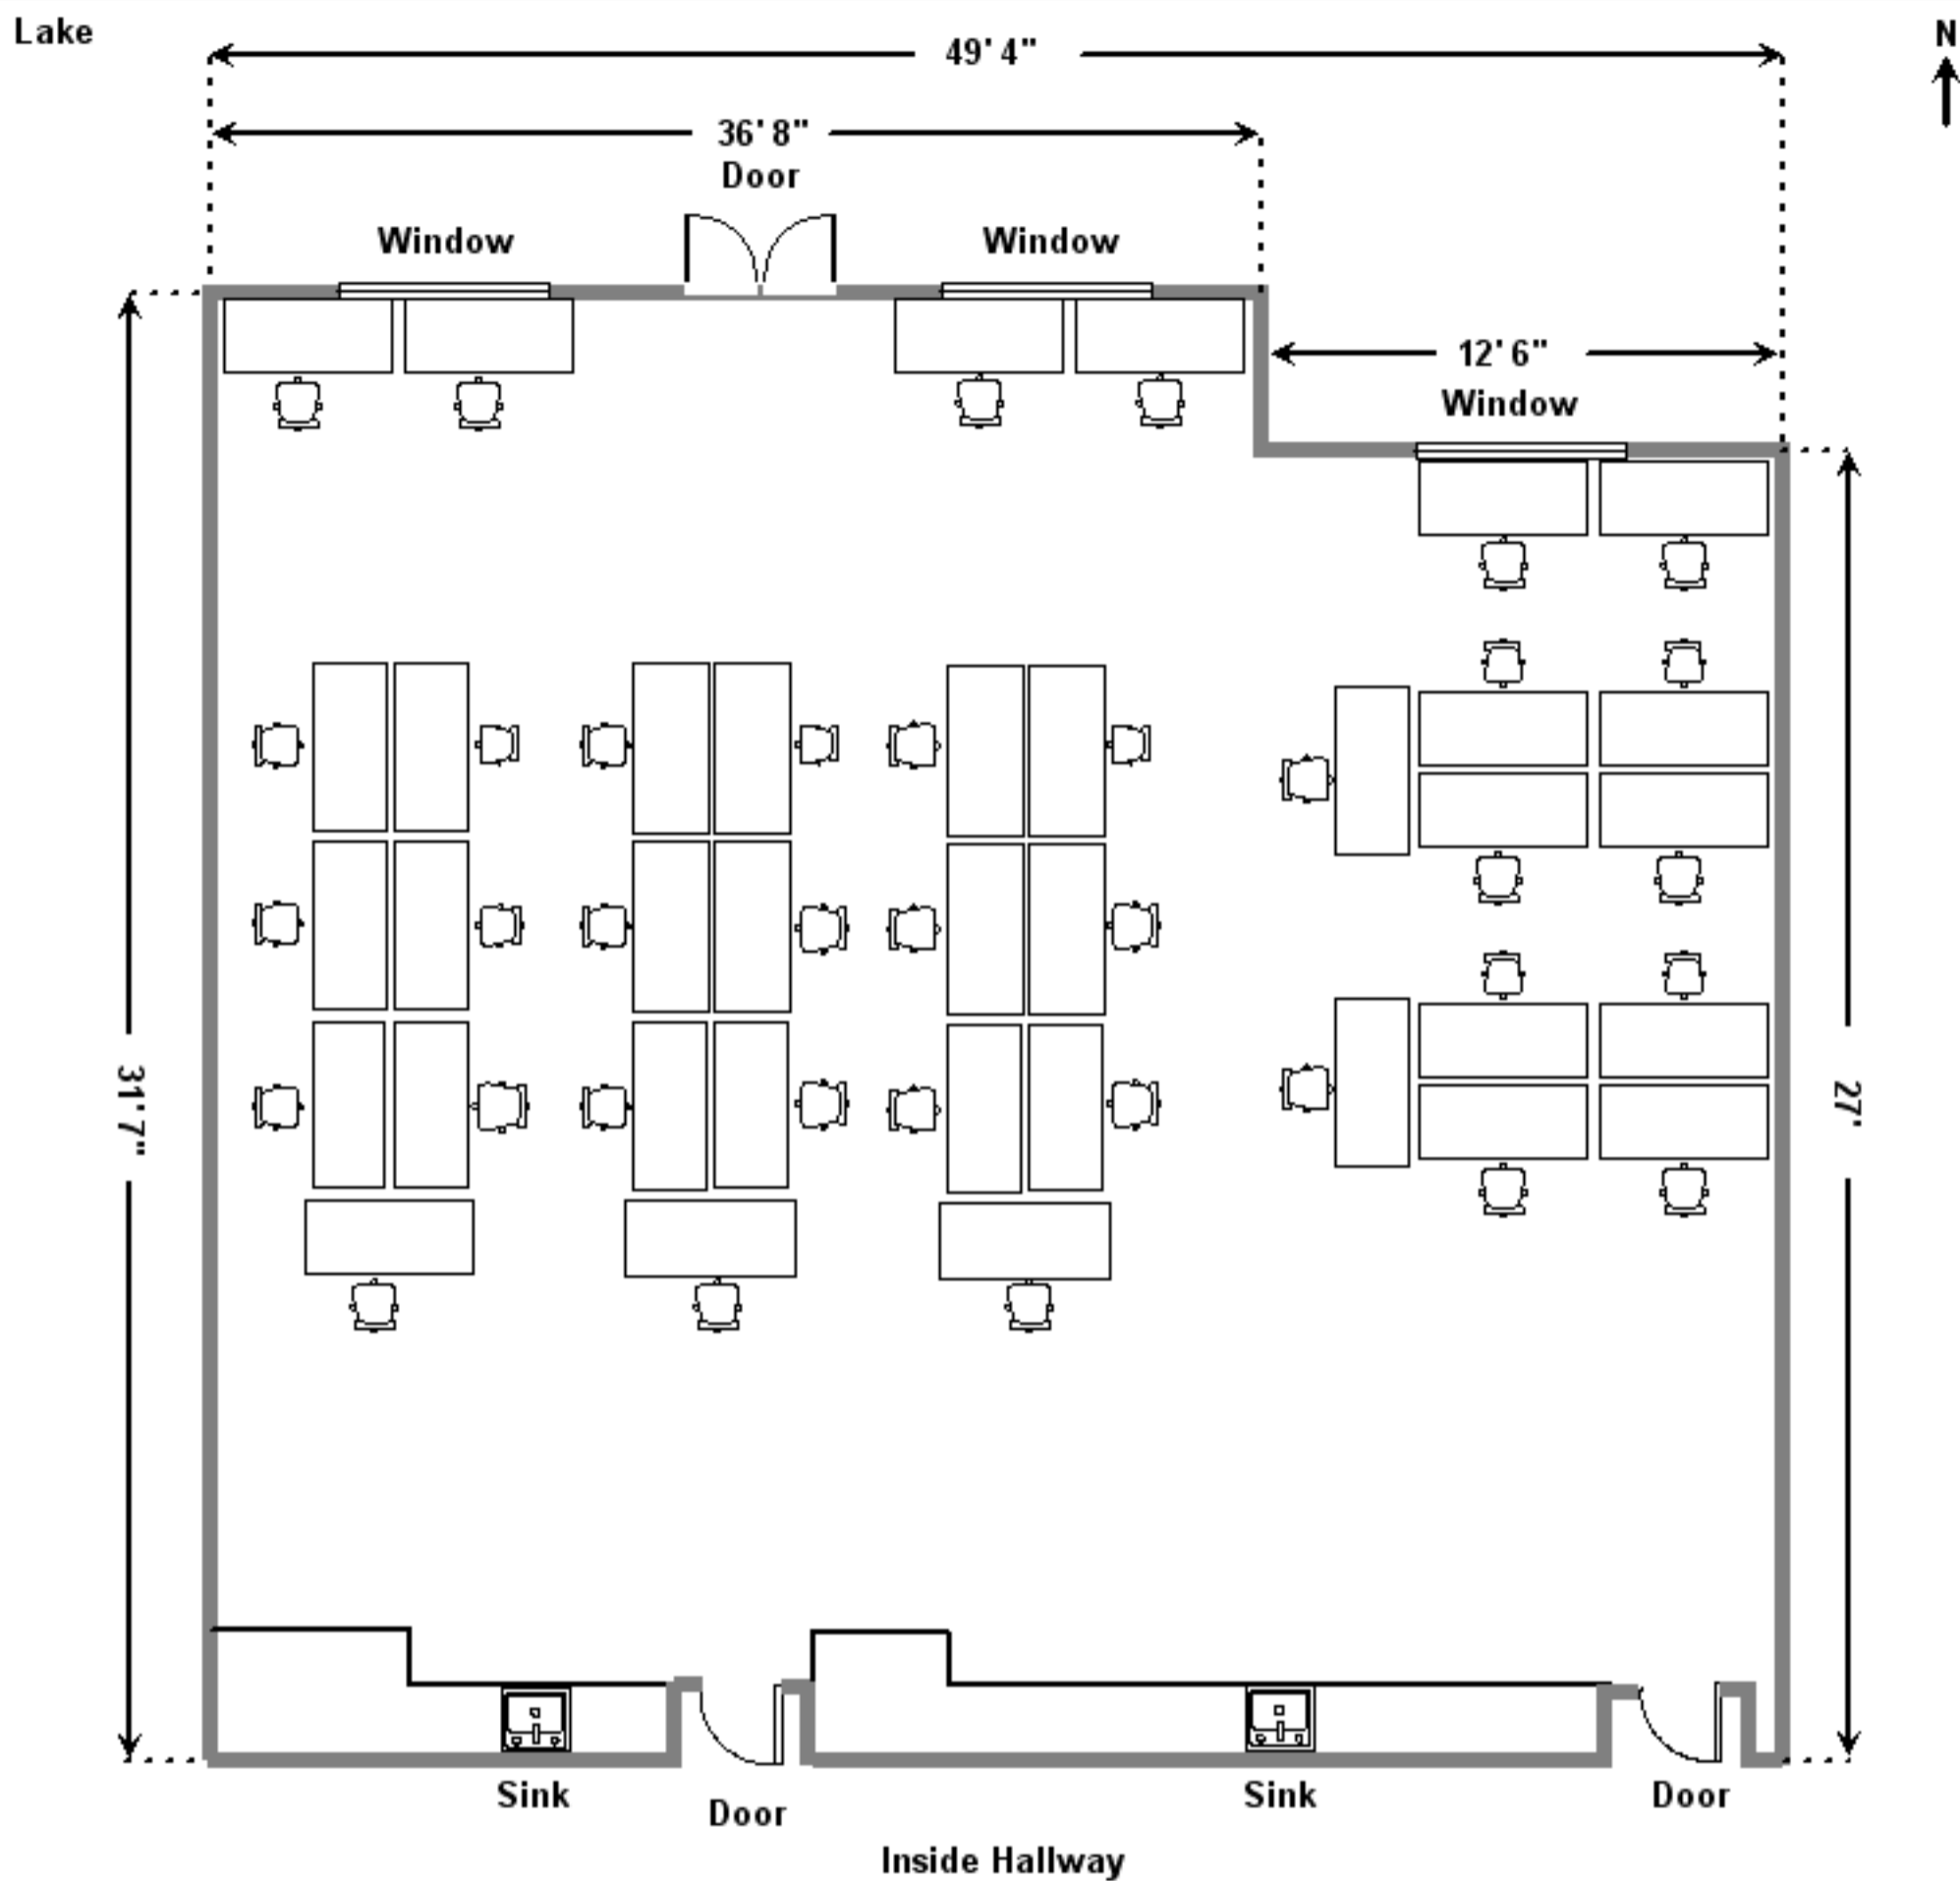 Lake
N
49' 4"
36' 8"
Door
Window
Window
12' 6"
Window
31' 7"
27'
Sink
Sink
Door
Door
Inside Hallway